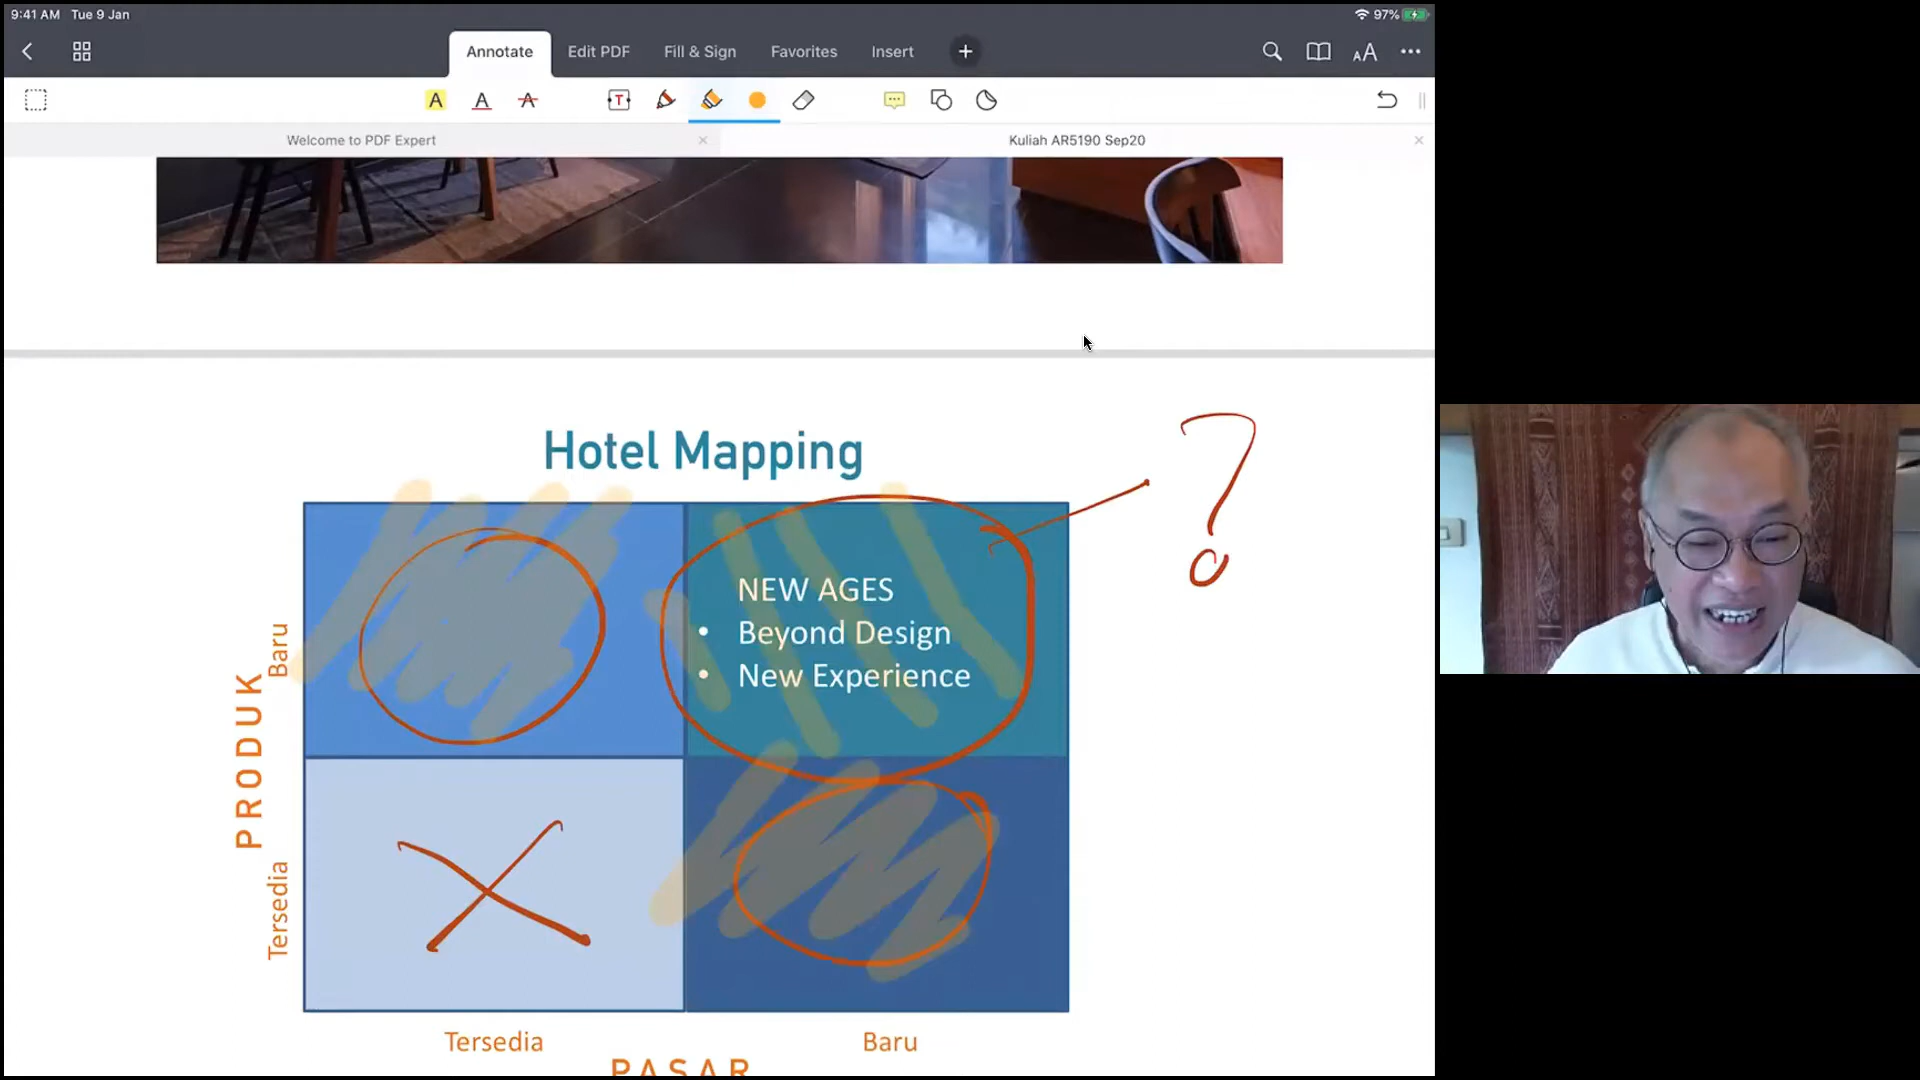 9:41 AM Tue 9 Jan
97%
Annotate Edit PDF Fill & Sign Favorites Insert
AA
A A A T
Welcome to PDF Expert
Kuliah AR5190 Sep20
Hotel Mapping
?
NEW AGES
• Beyond Design
• New Experience
PRODUK
Baru
Tersedia
Tersedia
Baru
PASAR